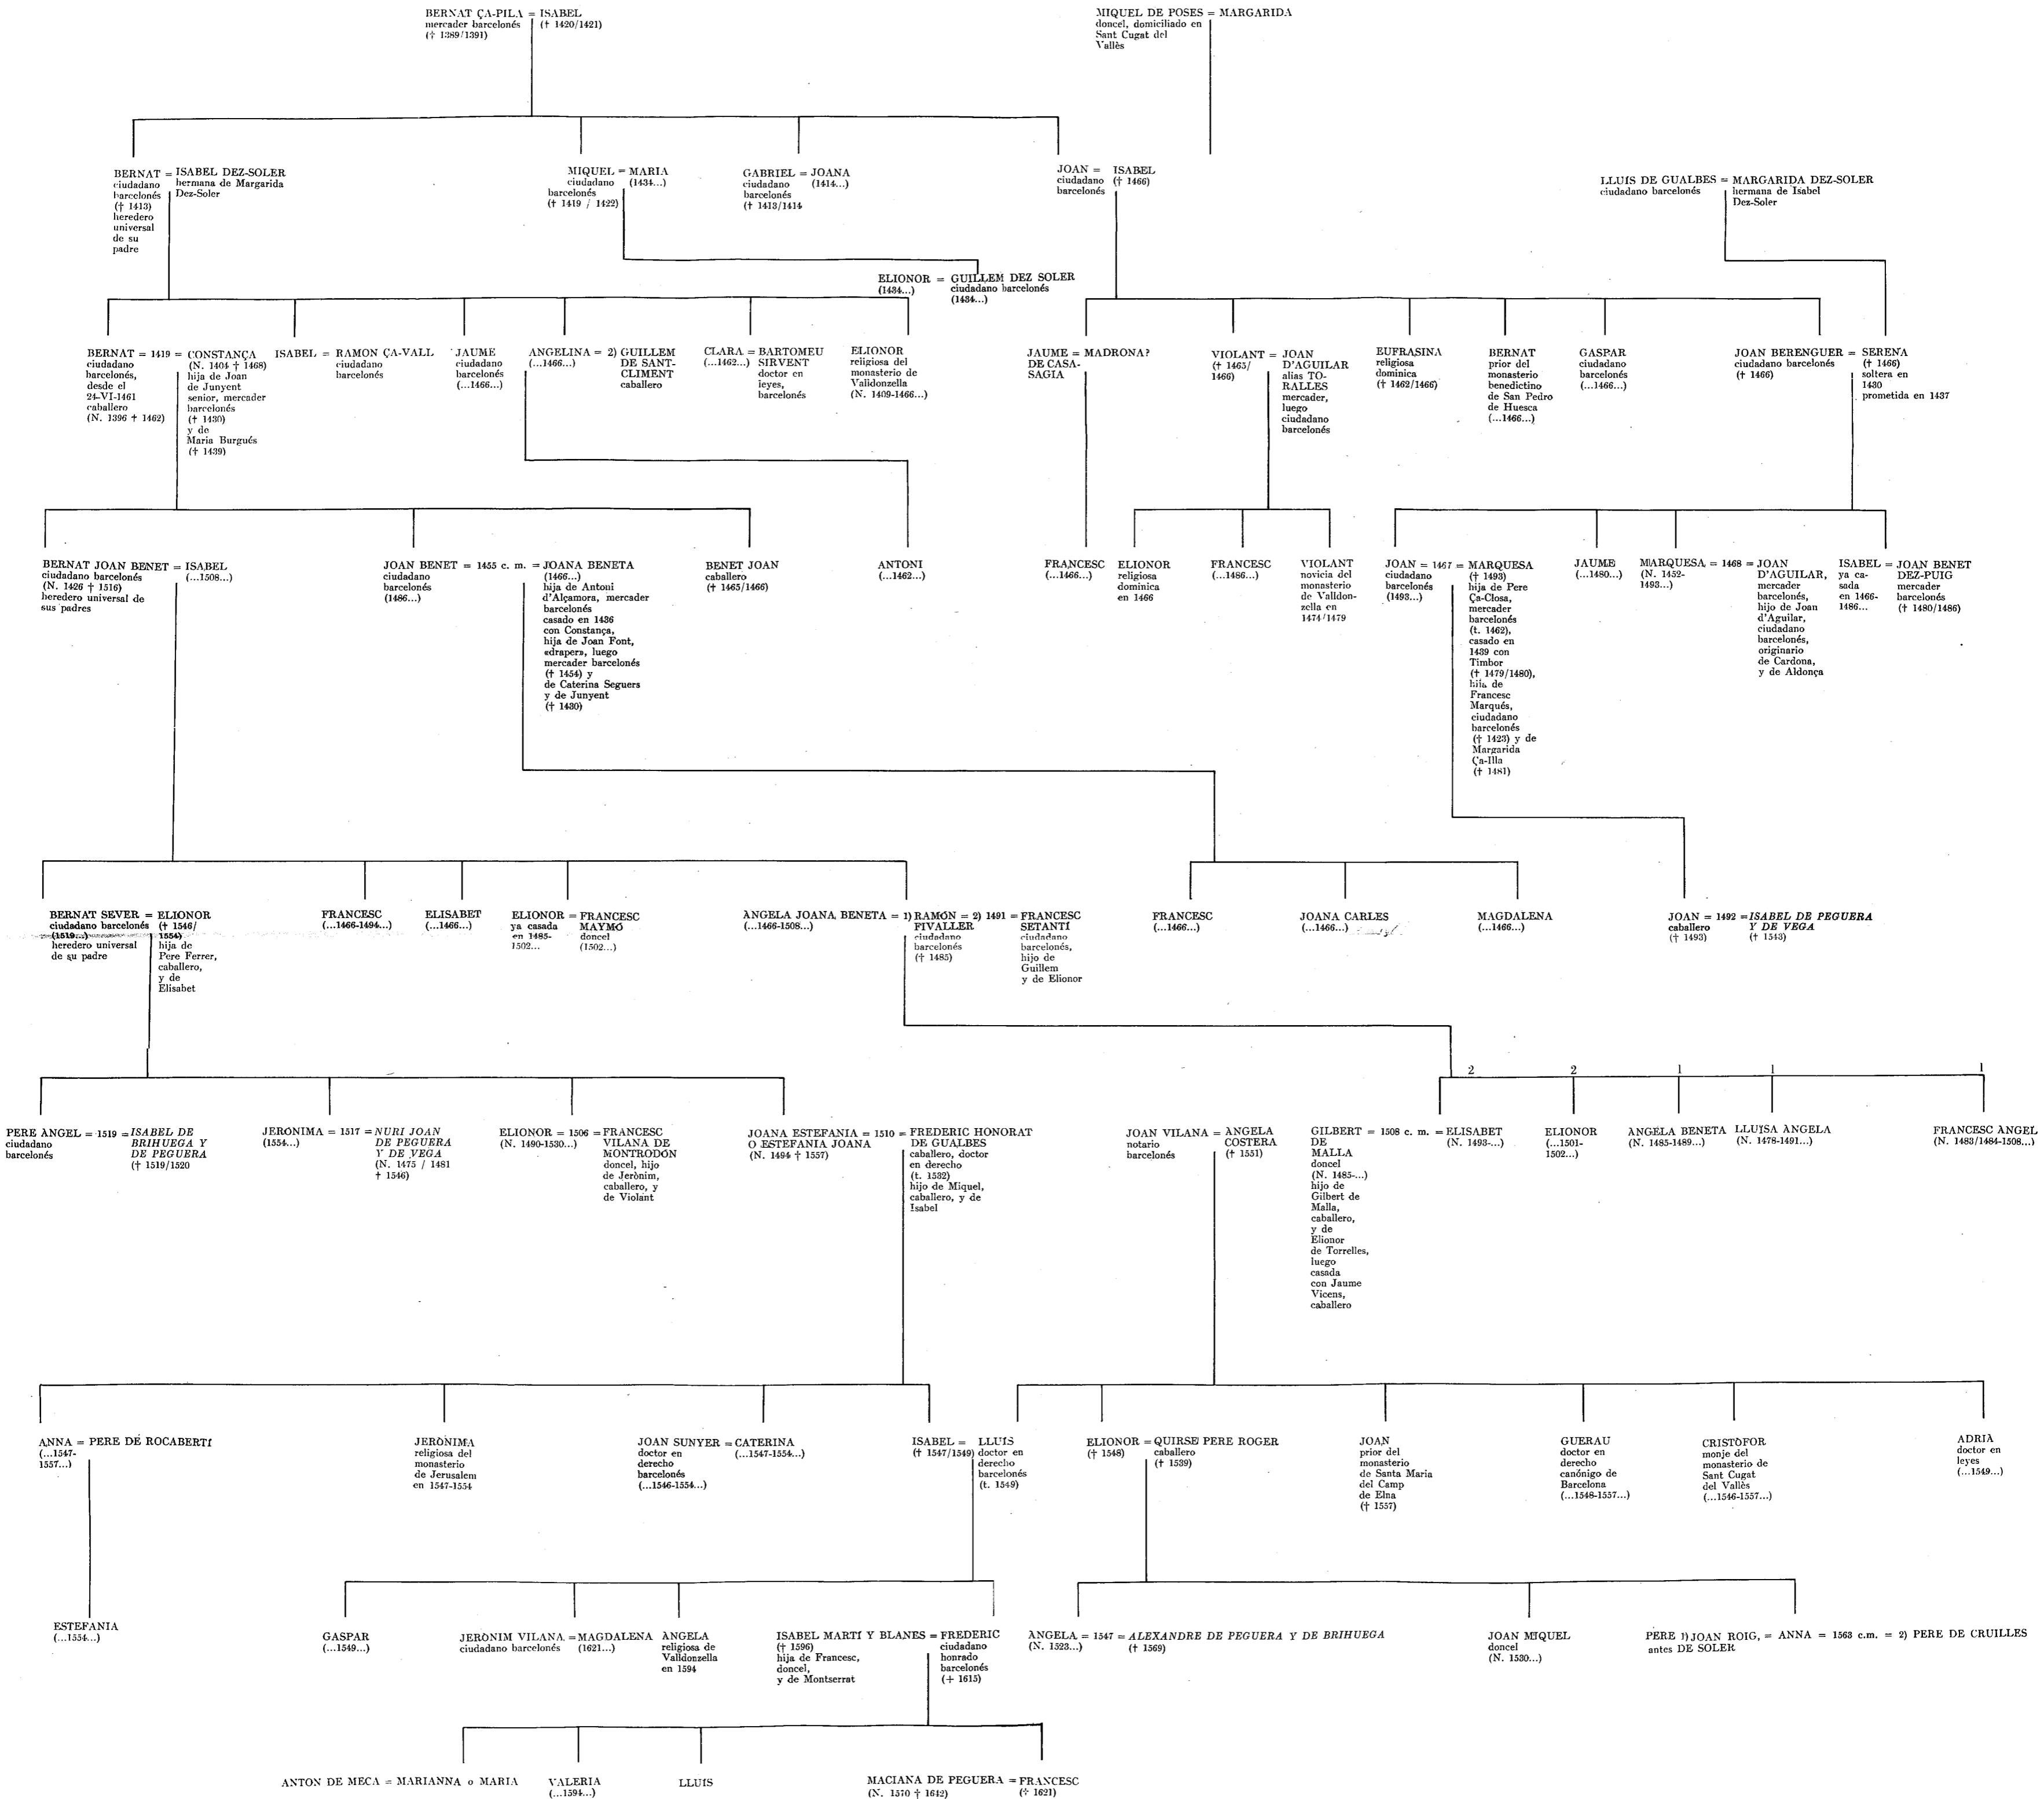 BERNAT ÇA-PILA = ISABEL
mercader barcelonés († 1420/1421)
(† 1389/1391)
MIQUEL DE POSES = MARGARIDA
doncel, domiciliado en
Sant Cugat del
Vallès
BERNAT = ISABEL DEZ-SOLER
ciudadano hermana de Margarida
barcelonés Dez-Soler
(† 1413)
heredero
universal
de su
padre
MIQUEL = MARIA
ciudadano (1434...)
barcelonés
(† 1419 / 1422)
GABRIEL = JOANA
ciudadano (1414...)
barcelonés
(† 1413/1414
JOAN = ISABEL
ciudadano († 1466)
barcelonés
LLUIS DE GUALBES = MARGARIDA DEZ-SOLER
ciudadano barcelonés hermana de Isabel
Dez-Soler
ELIONOR = GUILLEM DEZ SOLER
(1434...) ciudadano barcelonés
(1434...)
BERNAT = 1419 = CONSTANÇA
ciudadano (N. 1404 † 1468)
barcelonés, hija de Joan
desde el de Junyent
24-VI-1461 senior, mercader
caballero barcelonés
(N. 1396 † 1462) († 1430)
y de
Maria Burgués
(† 1439)
ISABEL = RAMON ÇA-VALL
ciudadano
barcelonés
JAUME
ciudadano
barcelonés
(...1466...)
ANGELINA = 2) GUILLEM
(...1466...) DE SANT-
CLIMENT
caballero
CLARA = BARTOMEU
(...1462...) SIRVENT
doctor en
leyes,
barcelonés
ELIONOR
religiosa del
monasterio de
Valldonzella
(N. 1409-1466...)
JAUME = MADRONA?
DE CASA-
SAGIA
VIOLANT = JOAN
(† 1465/ D'AGUILAR
1466) alias TO-
RALLES
mercader,
luego
ciudadano
barcelonés
EUFRASINA
religiosa
dominica
(† 1462/1466)
BERNAT
prior del
monasterio
benedictino
de San Pedro
de Huesca
(...1466...)
GASPAR
ciudadano
barcelonés
(...1466...)
JOAN BERENGUER = SERENA
ciudadano barcelonés († 1466)
(† 1466) soltera en
1430
prometida en 1437
BERNAT JOAN BENET = ISABEL
ciudadano barcelonés (...1508...)
(N. 1426 † 1516)
heredero universal de
sus padres
JOAN BENET = 1455 c. m. = JOANA BENETA
ciudadano (1466...)
barcelonés hija de Antoni
(1486...) d'Alçamora, mercader
barcelonés
casado en 1436
con Constança,
hija de Joan Font,
«draper», luego
mercader barcelonés
(† 1454) y
de Caterina Seguers
y de Junyent
(† 1430)
BENET JOAN
caballero
(† 1465/1466)
ANTONI
(...1462...)
FRANCESC
(...1466...)
ELIONOR
religiosa
dominica
en 1466
FRANCESC
(...1486...)
VIOLANT
novicia del
monasterio
de Valldon-
zella en
1474/1479
JOAN = 1467 = MARQUESA
ciudadano († 1493)
barcelonés hija de Pere
(1493...) Ça-Closa,
mercader
barcelonés
(t. 1462),
casado en
1439 con
Timbor
(† 1479/1480),
hija de
Francesc
Marqués,
ciudadano
barcelonés
(† 1423) y de
Margarida
Ça-Illa
(† 1481)
JAUME
(...1480...)
MARQUESA = 1468 = JOAN
(N. 1452- D'AGUILAR,
1493...) mercader
barcelonés,
hijo de Joan
d'Aguilar,
ciudadano
barcelonés,
originario
de Cardona,
y de Aldonça
ISABEL = JOAN BENET
ya ca- DEZ-PUIG
sada mercader
en 1466- barcelonés
1486... († 1480/1486)
BERNAT SEVER = ELIONOR
ciudadano barcelonés († 1546/
(1519...) 1554)
heredero universal hija de
de su padre Pere Ferrer,
caballero,
y de
Elisabet
FRANCESC
(...1466-1494...)
ELISABET
(...1466...)
ELIONOR = FRANCESC
ya casada MAYMÓ
en 1485- doncel
1502... (1502...)
ÀNGELA JOANA, BENETA = 1) RAMÓN = 2) 1491 = FRANCESC
(...1466-1508...) FIVALLER SETANTÍ
ciudadano ciudadano
barcelonés barcelonés,
(† 1485) hijo de
Guillem
y de Elionor
FRANCESC
(...1466...)
JOANA CARLES
(...1466...)
MAGDALENA
(...1466...)
JOAN = 1492 = ISABEL DE PEGUERA
caballero Y DE VEGA
(† 1493) († 1543)
2 2 1 1 1
PERE ÀNGEL = 1519 = ISABEL DE
ciudadano BRIHUEGA Y
barcelonés DE PEGUERA
(† 1519/1520
JERÒNIMA = 1517 = NURI JOAN
(1554...) DE PEGUERA
Y DE VEGA
(N. 1475 / 1481
† 1546)
ELIONOR = 1506 = FRANCESC
(N. 1490-1530...) VILANA DE
MONTRODÓN
doncel, hijo
de Jerònim,
caballero, y
de Violant
JOANA ESTEFANIA = 1510 = FREDERIC HONORAT
O ESTEFANIA JOANA DE GUALBES
(N. 1494 † 1557) caballero, doctor
en derecho
(t. 1532)
hijo de Miquel,
caballero, y de
Isabel
JOAN VILANA = ÀNGELA
notario COSTERA
barcelonés († 1551)
GILBERT = 1508 c. m. = ELISABET
DE (N. 1493-...)
MALLA
doncel
(N. 1485-...)
hijo de
Gilbert de
Malla,
caballero,
y de
Elionor
de Torrelles,
luego
casada
con Jaume
Vicens,
caballero
ELIONOR
(...1501-
1502...)
ÀNGELA BENETA
(N. 1485-1489...)
LLUÏSA ÀNGELA
(N. 1478-1491...)
FRANCESC ÀNGEL
(N. 1483/1484-1508...)
ANNA = PERE DE ROCABERTÍ
(...1547-
1557...)
JERÒNIMA
religiosa del
monasterio
de Jerusalem
en 1547-1554
JOAN SUNYER = CATERINA
doctor en (...1547-1554...)
derecho
barcelonés
(...1546-1554...)
ISABEL = LLUÍS
(† 1547/1549) doctor en
derecho
barcelonés
(t. 1549)
ELIONOR = QUIRSE PERE ROGER
(† 1548) caballero
(† 1539)
JOAN
prior del
monasterio
de Santa Maria
del Camp
de Elna
(† 1557)
GUERAU
doctor en
derecho
canónigo de
Barcelona
(...1548-1557...)
CRISTÒFOR
monje del
monasterio de
Sant Cugat
del Vallès
(...1546-1557...)
ADRIÀ
doctor en
leyes
(...1549...)
ESTEFANIA
(...1554...)
GASPAR
(...1549...)
JERÒNIM VILANA = MAGDALENA
ciudadano barcelonés (1621...)
ÀNGELA
religiosa de
Valldonzella
en 1594
ISABEL MARTÍ Y BLANES = FREDERIC
(† 1596) ciudadano
hija de Francesc, honrado
doncel, barcelonés
y de Montserrat (+ 1615)
ÀNGELA = 1547 = ALEXANDRE DE PEGUERA Y DE BRIHUEGA
(N. 1523...) († 1569)
JOAN MIQUEL
doncel
(N. 1530...)
PERE 1) JOAN ROIG, = ANNA = 1563 c.m. = 2) PERE DE CRUILLES
antes DE SOLER
ANTON DE MECA = MARIANNA o MARIA
VALERIA
(...1594...)
LLUÍS
MACIANA DE PEGUERA = FRANCESC
(N. 1570 † 1642) († 1621)